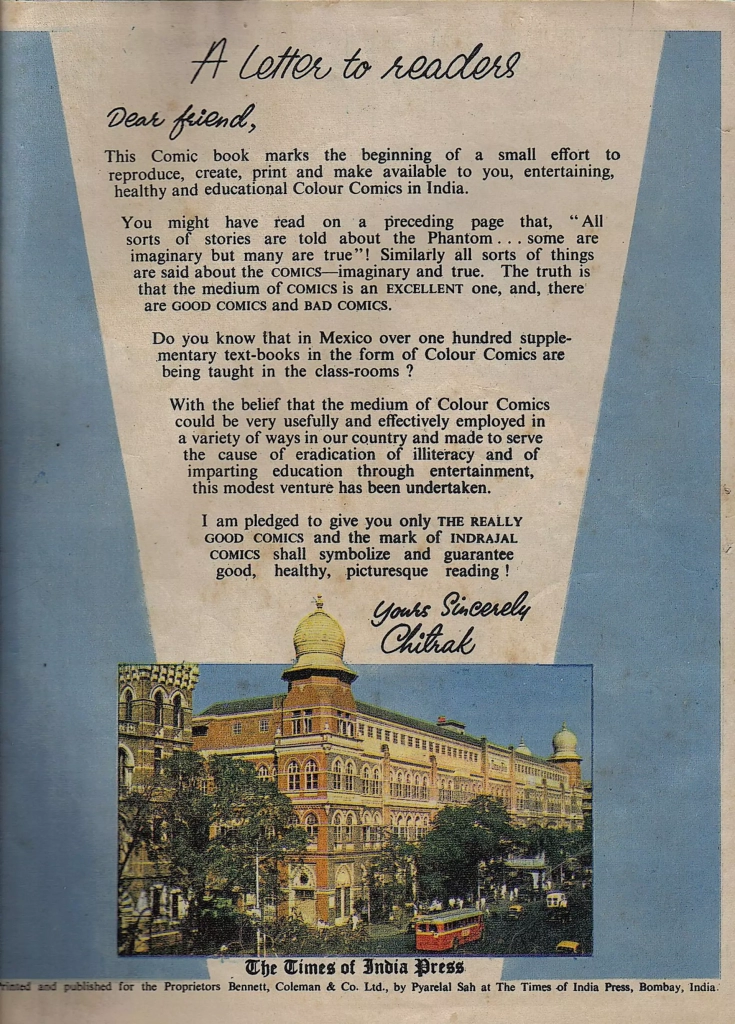 A Letter to readers
Dear friend,
This Comic book marks the beginning of a small effort to
reproduce, create, print and make available to you, entertaining,
healthy and educational Colour Comics in India.
You might have read on a preceding page that, "All
sorts of stories are told about the Phantom . . . some are
imaginary but many are true"! Similarly all sorts of things
are said about the COMICS—imaginary and true. The truth is
that the medium of COMICS is an EXCELLENT one, and, there
are GOOD COMICS and BAD COMICS.
Do you know that in Mexico over one hundred supple-
mentary text-books in the form of Colour Comics are
being taught in the class-rooms ?
With the belief that the medium of Colour Comics
could be very usefully and effectively employed in
a variety of ways in our country and made to serve
the cause of eradication of illiteracy and of
imparting education through entertainment,
this modest venture has been undertaken.
I am pledged to give you only THE REALLY
GOOD COMICS and the mark of INDRAJAL
COMICS shall symbolize and guarantee
good, healthy, picturesque reading !
Yours Sincerely
Chitrak
The Times of India Press
Printed and published for the Proprietors Bennett, Coleman & Co. Ltd., by Pyarelal Sah at The Times of India Press, Bombay, India.